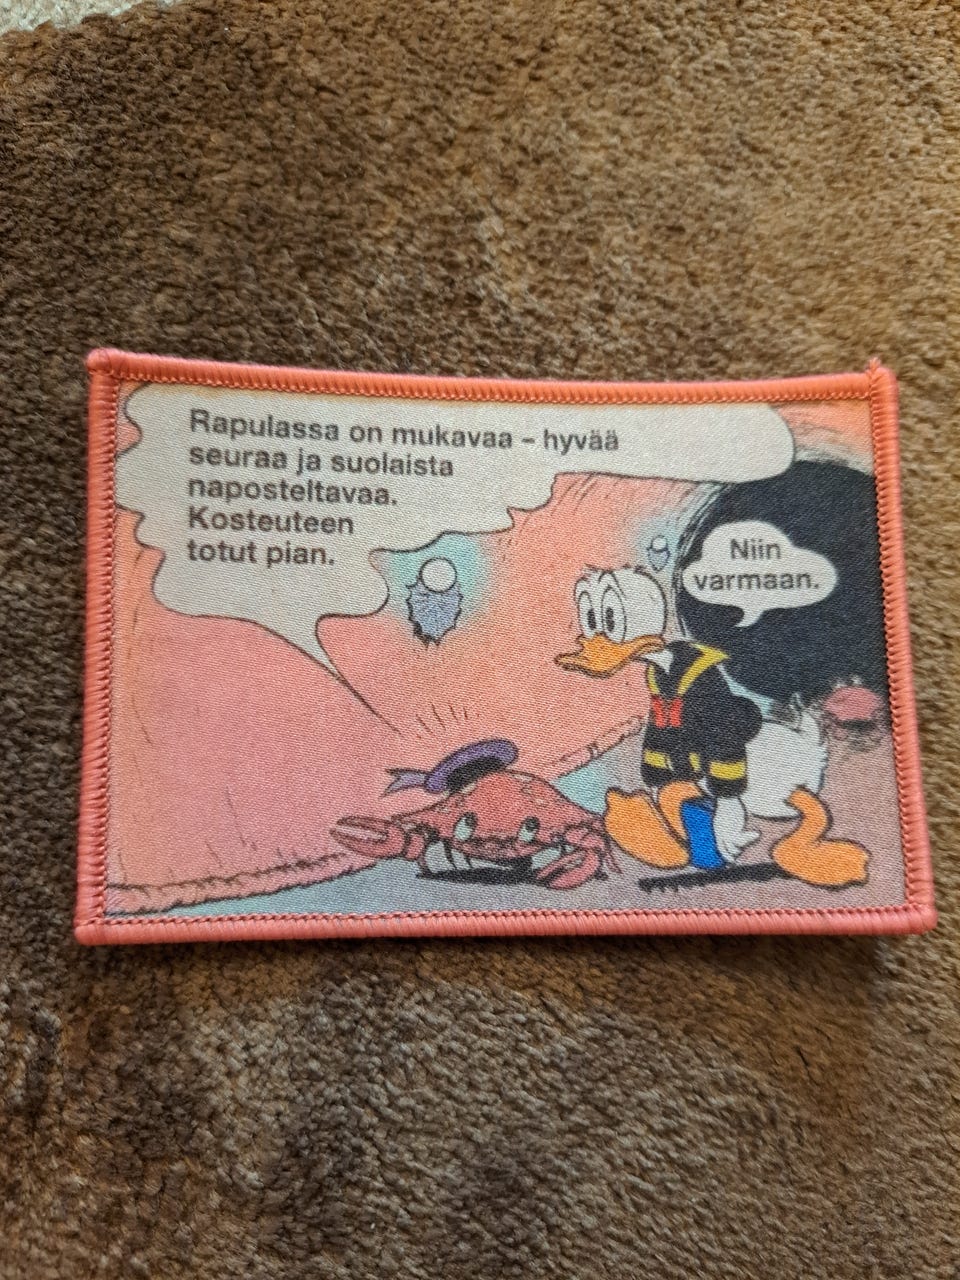 Rapulassa on mukavaa – hyvää
seuraa ja suolaista
naposteltavaa.
Kosteuteen
totut pian.
Niin
varmaan.